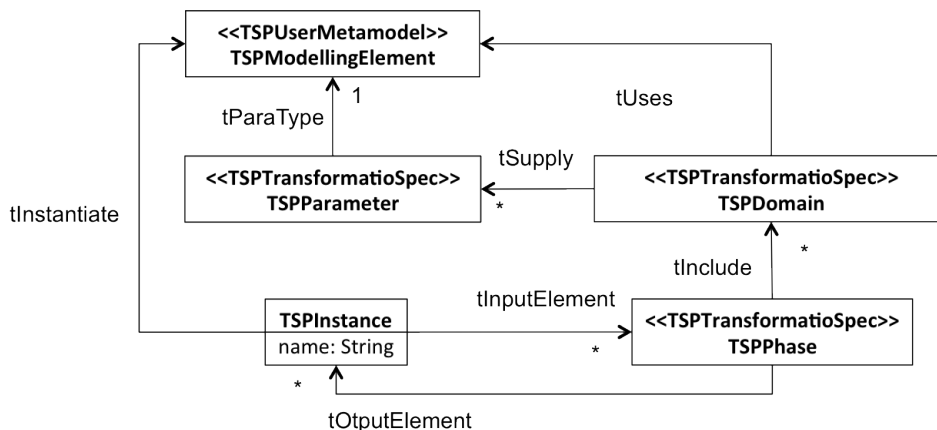 <<TSPUserMetamodel>>
TSPModellingElement
1
tParaType
tUses
<<TSPTransformatioSpec>>
TSPParameter
tSupply
*
<<TSPTransformatioSpec>>
TSPDomain
tInstantiate
*
tInclude
TSPInstance
name: String
*
tInputElement
*
<<TSPTransformatioSpec>>
TSPPhase
tOtputElement